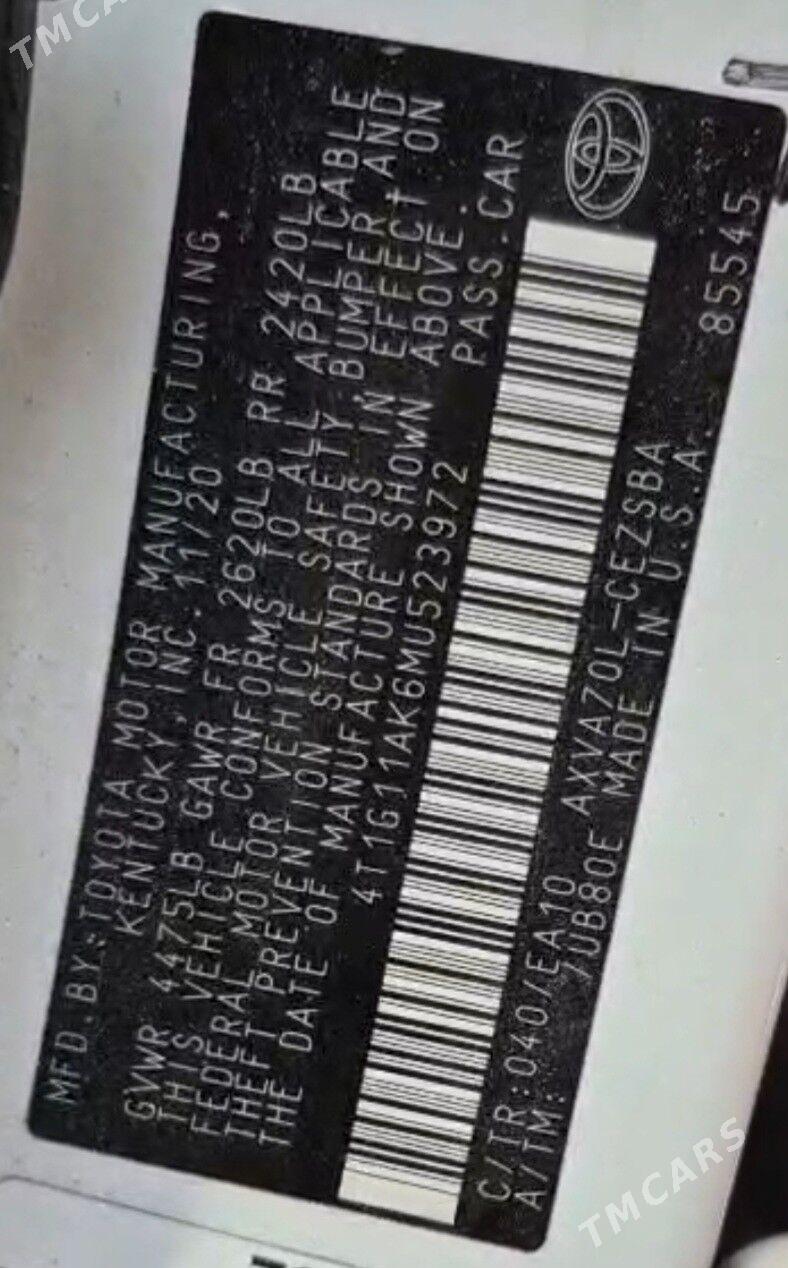 MFD.BY:TOYOTA MOTOR MANUFACTURING,
KENTUCKY,INC. 11/20
GVWR 4475LB GAWR FR 2620LB RR 2420LB
THIS VEHICLE CONFORMS TO ALL APPLICABLE
FEDERAL MOTOR VEHICLE SAFETY,BUMPER,AND
THEFT PREVENTION STANDARDS IN EFFECT ON
THE DATE OF MANUFACTURE SHOWN ABOVE.
4T1G11AK6MU523972 PASS.CAR
C/TR:040/EA10 AXVA70L-CEZSBA
A/TM: /UB80E MADE IN U.S.A. 85545
TMCARS
TMCARS